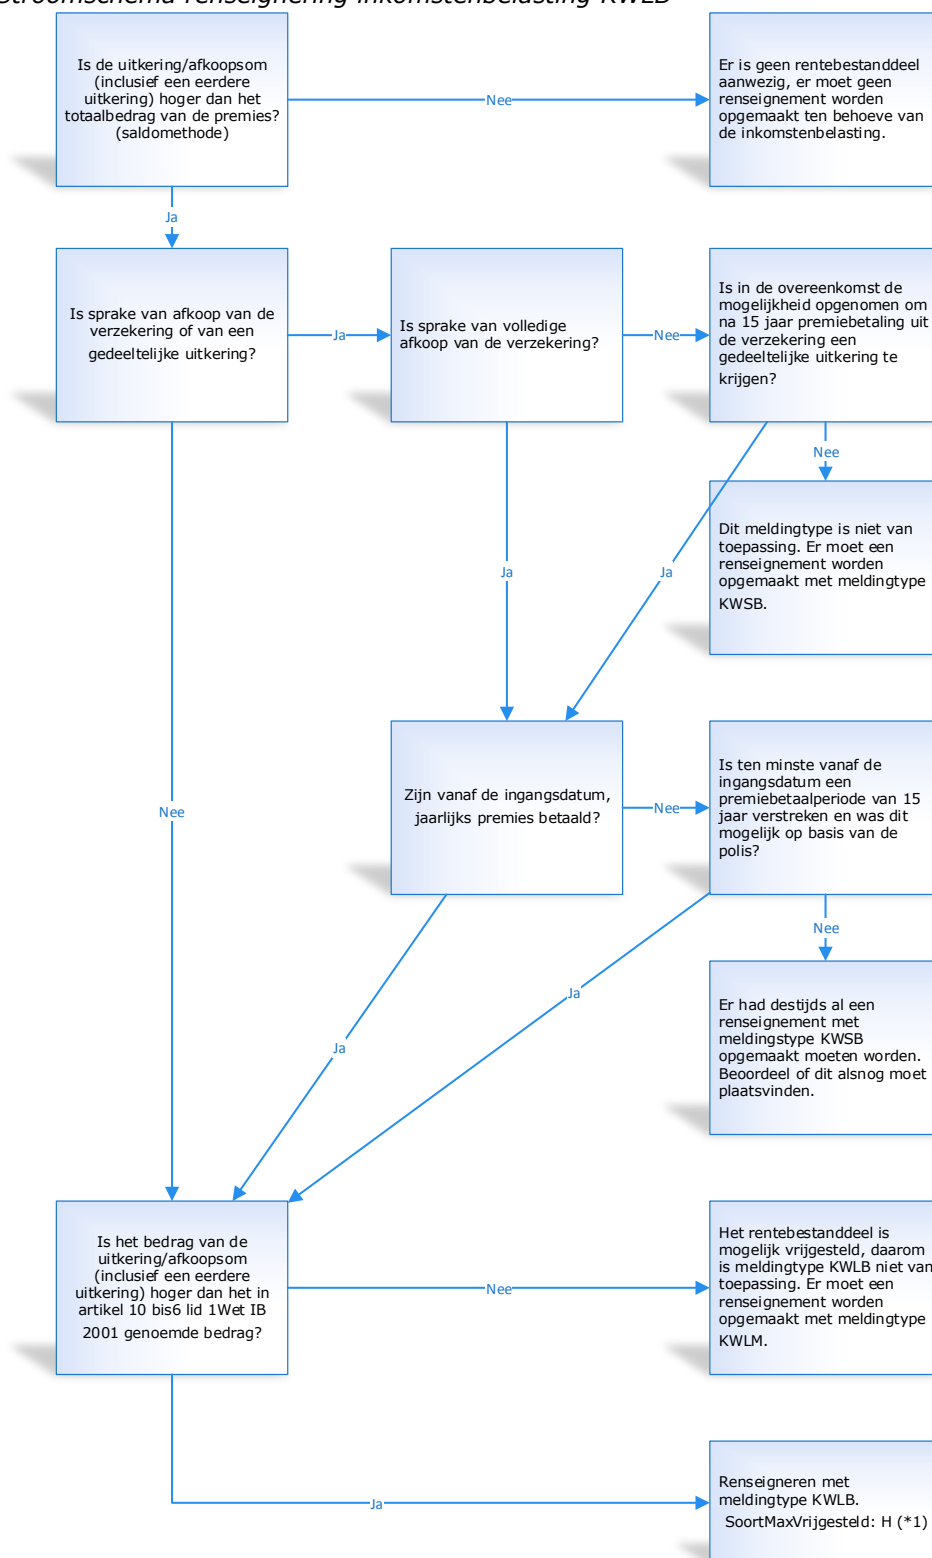 Stroomschema renseignering inkomstenbelasting KWLB
Is de uitkering/afkoopsom
(inclusief een eerdere
uitkering) hoger dan het
totaalbedrag van de premies?
(saldomethode)
Nee
Er is geen rentebestanddeel
aanwezig, er moet geen
renseignement worden
opgemaakt ten behoeve van
de inkomstenbelasting.
Ja
Is sprake van afkoop van de
verzekering of van een
gedeeltelijke uitkering?
Ja
Is sprake van volledige
afkoop van de verzekering?
Nee
Is in de overeenkomst de
mogelijkheid opgenomen om
na 15 jaar premiebetaling uit
de verzekering een
gedeeltelijke uitkering te
krijgen?
Nee
Dit meldingtype is niet van
toepassing. Er moet een
renseignement worden
opgemaakt met meldingtype
KWSB.
Ja
Ja
Nee
Zijn vanaf de ingangsdatum,
jaarlijks premies betaald?
Nee
Is ten minste vanaf de
ingangsdatum een
premiebetaalperiode van 15
jaar verstreken en was dit
mogelijk op basis van de
polis?
Nee
Er had destijds al een
renseignement met
meldingstype KWSB
opgemaakt moeten worden.
Beoordeel of dit alsnog moet
plaatsvinden.
Ja
Ja
Is het bedrag van de
uitkering/afkoopsom
(inclusief een eerdere
uitkering) hoger dan het in
artikel 10 bis6 lid 1Wet IB
2001 genoemde bedrag?
Nee
Het rentebestanddeel is
mogelijk vrijgesteld, daarom
is meldingtype KWLB niet van
toepassing. Er moet een
renseignement worden
opgemaakt met meldingtype
KWLM.
Ja
Renseigneren met
meldingtype KWLB.
SoortMaxVrijgesteld: H (*1)